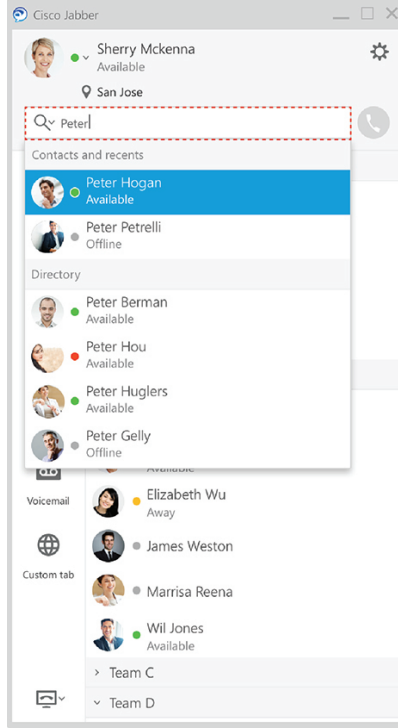 Cisco Jabber
Sherry Mckenna
Available
San Jose
Peter
Contacts and recents
Peter Hogan
Available
Peter Petrelli
Offline
Directory
Peter Berman
Available
Peter Hou
Available
Peter Huglers
Available
Peter Gelly
Offline
Available
Voicemail
Elizabeth Wu
Away
Custom tab
James Weston
Marrisa Reena
Wil Jones
Available
Team C
Team D